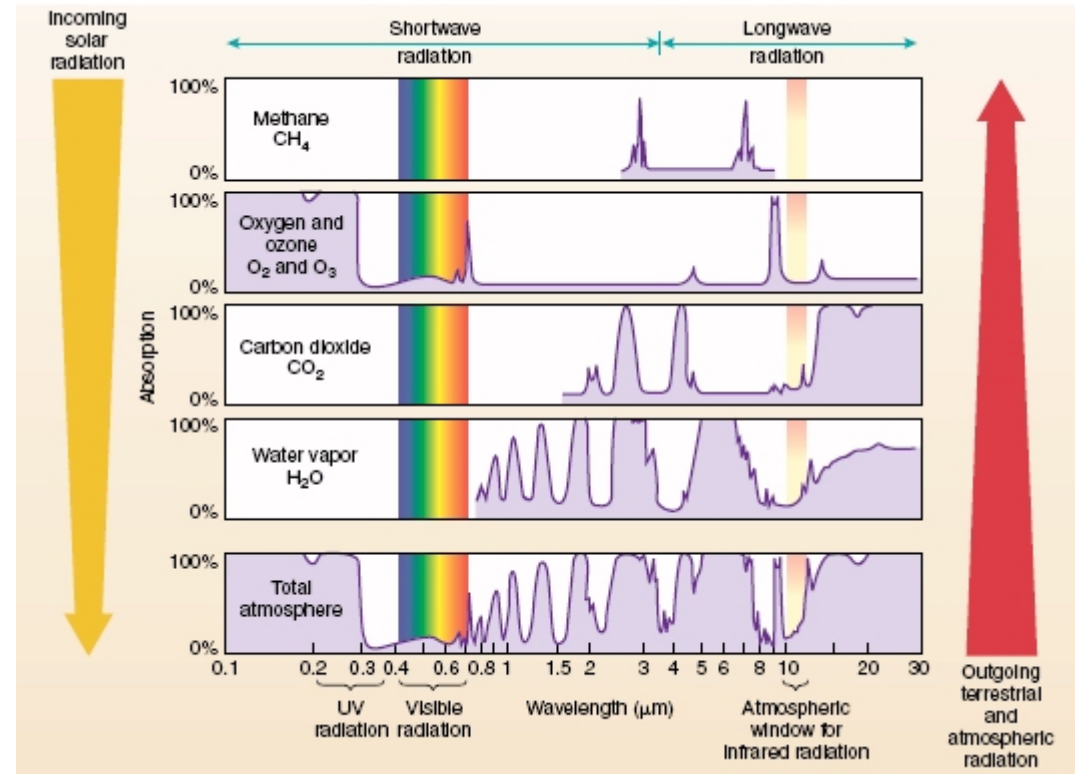 Incoming
solar
radiation
Shortwave
radiation
Longwave
radiation
100%
Methane
CH₄
0%
100%
Oxygen and
ozone
O₂ and O₃
0%
100%
Carbon dioxide
CO₂
0%
100%
Water vapor
H₂O
0%
100%
Total
atmosphere
0%
Absorption
0.1 0.2 0.3 0.4 0.6 0.8 1 1.5 2 3 4 5 6 8 10 20 30
UV
radiation
Visible
radiation
Wavelength (μm)
Atmospheric
window for
infrared radiation
Outgoing
terrestrial
and
atmospheric
radiation